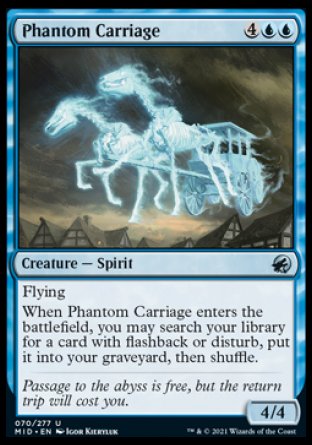 Phantom Carriage 4
Creature — Spirit
Flying
When Phantom Carriage enters the
battlefield, you may search your library
for a card with flashback or disturb, put
it into your graveyard, then shuffle.
Passage to the abyss is free, but the return
trip will cost you.
4/4
070/277 U
MID • EN Igor Kieryluk
™ & © 2021 Wizards of the Coast